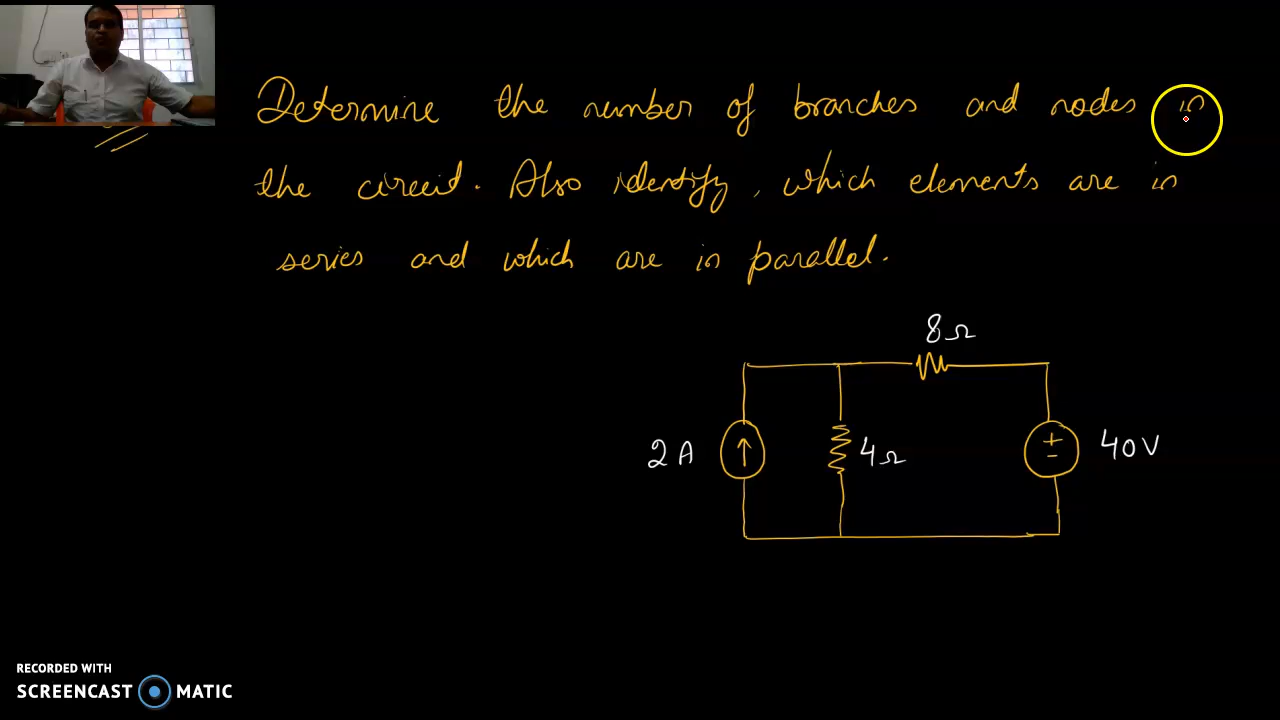 Determine the number of branches and nodes in
the circuit. Also identify, which elements are in
series and which are in parallel.
8Ω
2A
4Ω
+
-
40V
RECORDED WITH
SCREENCAST MATIC